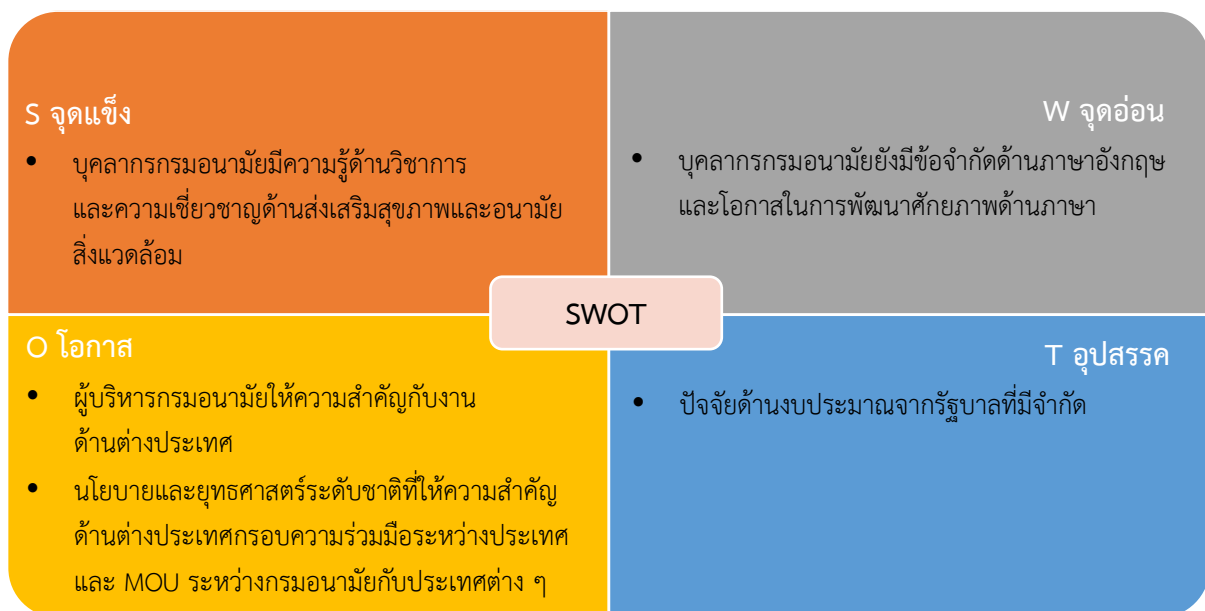 S จุดแข็ง
• บุคลากรกรมอนามัยมีความรู้ด้านวิชาการ
และความเชี่ยวชาญด้านส่งเสริมสุขภาพและอนามัย
สิ่งแวดล้อม
W จุดอ่อน
• บุคลากรกรมอนามัยยังมีข้อจำกัดด้านภาษาอังกฤษ
และโอกาสในการพัฒนาศักยภาพด้านภาษา
SWOT
O โอกาส
• ผู้บริหารกรมอนามัยให้ความสำคัญกับงาน
ด้านต่างประเทศ
• นโยบายและยุทธศาสตร์ระดับชาติที่ให้ความสำคัญ
ด้านต่างประเทศกรอบความร่วมมือระหว่างประเทศ
และ MOU ระหว่างกรมอนามัยกับประเทศต่าง ๆ
T อุปสรรค
• ปัจจัยด้านงบประมาณจากรัฐบาลที่มีจำกัด